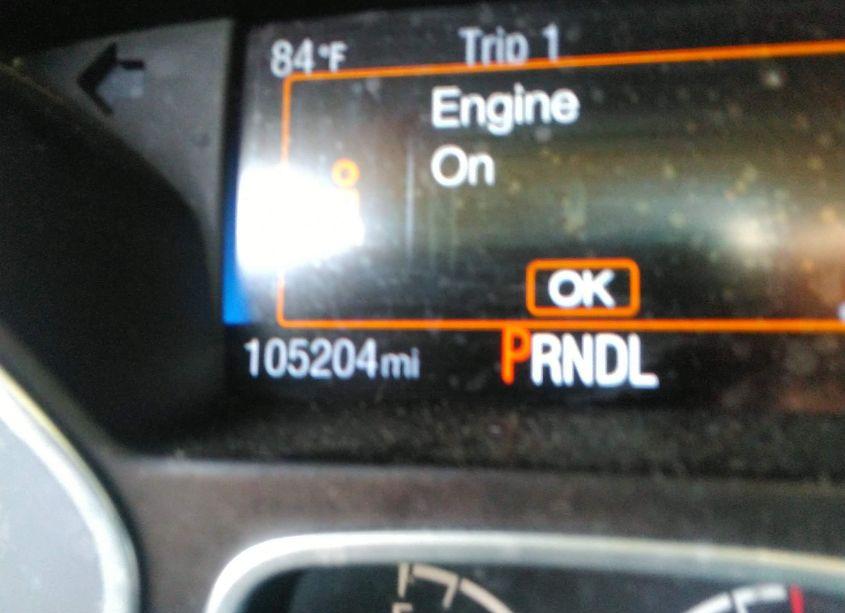 84°F Trip 1
Engine
On
OK
105204mi PRNDL
F